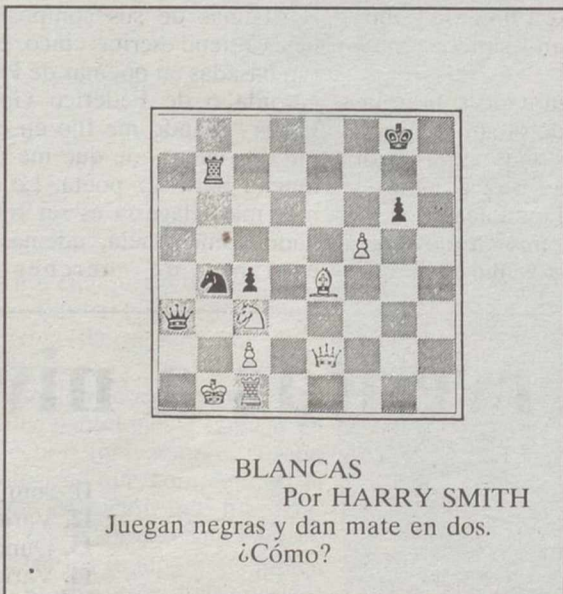 BLANCAS
Por HARRY SMITH
Juegan negras y dan mate en dos.
¿Cómo?